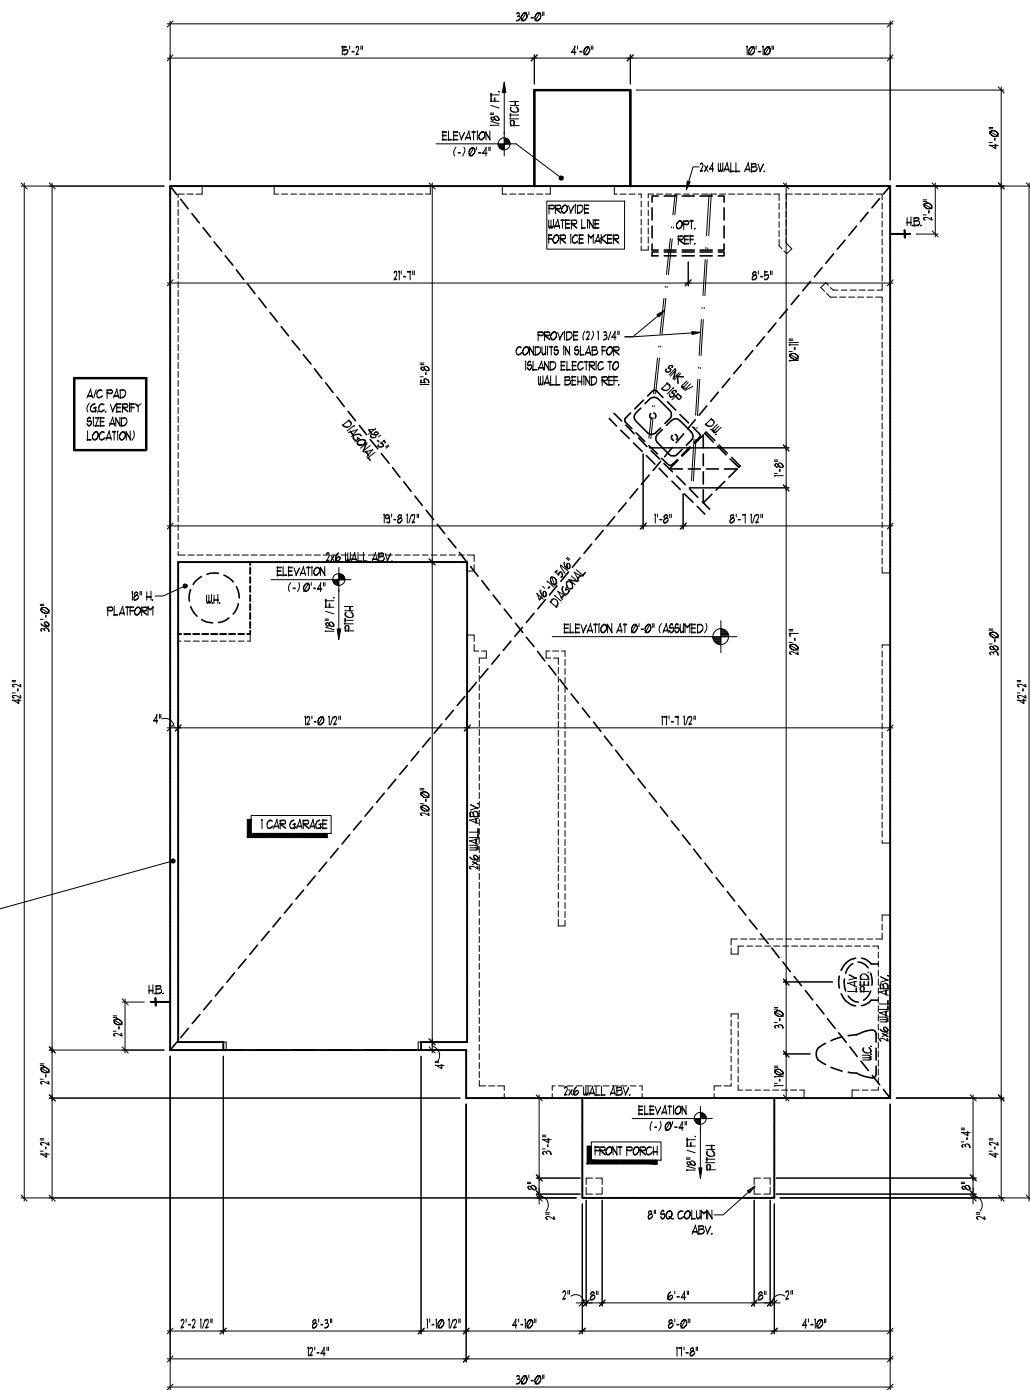 30'-0"
15'-2"
4'-0"
10'-10"
1/8" / FT.
PITCH
ELEVATION
(-) 0'-4"
4'-0"
2x4 WALL ABV.
PROVIDE
WATER LINE
FOR ICE MAKER
OPT.
REF.
H.B.
2'-0"
21'-7"
8'-5"
PROVIDE (2) 1 3/4"
CONDUITS IN SLAB FOR
ISLAND ELECTRIC TO
WALL BEHIND REF.
10'-11"
15'-8"
A/C PAD
(G.C. VERIFY
SIZE AND
LOCATION)
SINK W/
DISP
D.W.
48'-5"
DIAGONAL
1'-8"
19'-8 1/2"
1'-8"
8'-7 1/2"
2x6 WALL ABV.
ELEVATION
(-) 0'-4"
18" H.
PLATFORM
W.H.
1/8" / FT.
PITCH
46'-10 5/16"
DIAGONAL
ELEVATION AT 0'-0" (ASSUMED)
36'-0"
20'-7"
38'-0"
42'-2"
42'-2"
4"
12'-0 1/2"
17'-7 1/2"
20'-0"
1 CAR GARAGE
2x6 WALL ABV.
H.B.
2'-0"
LAV
PED.
3'-0"
2x6 WALL ABV.
W.C.
4"
2'-0"
1'-10"
2x6 WALL ABV.
ELEVATION
(-) 0'-4"
4'-2"
3'-4"
FRONT PORCH
1/8" / FT.
PITCH
3'-4"
4'-2"
8"
8"
2"
2"
8" SQ. COLUMN
ABV.
2"
8"
6'-4"
8"
2"
2'-2 1/2"
8'-3"
1'-10 1/2"
4'-10"
8'-0"
4'-10"
12'-4"
17'-8"
30'-0"